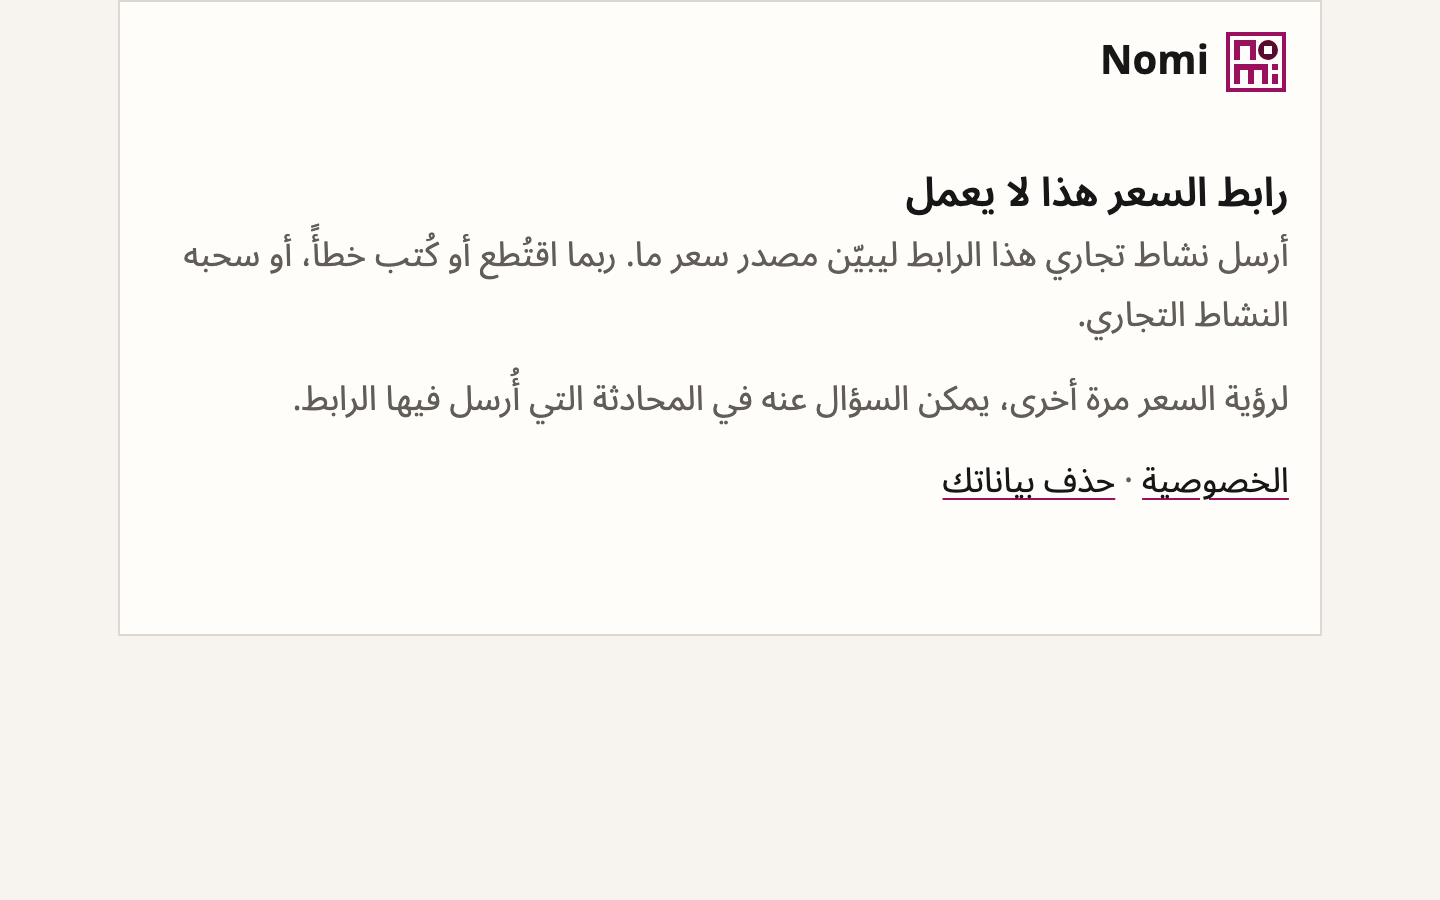 nomi Nomi
رابط السعر هذا لا يعمل
أرسل نشاط تجاري هذا الرابط ليبيّن مصدر سعر ما. ربما اقتُطع أو كُتب خطأً، أو سحبه
النشاط التجاري.
لرؤية السعر مرة أخرى، يمكن السؤال عنه في المحادثة التي أُرسل فيها الرابط.
الخصوصية · حذف بياناتك